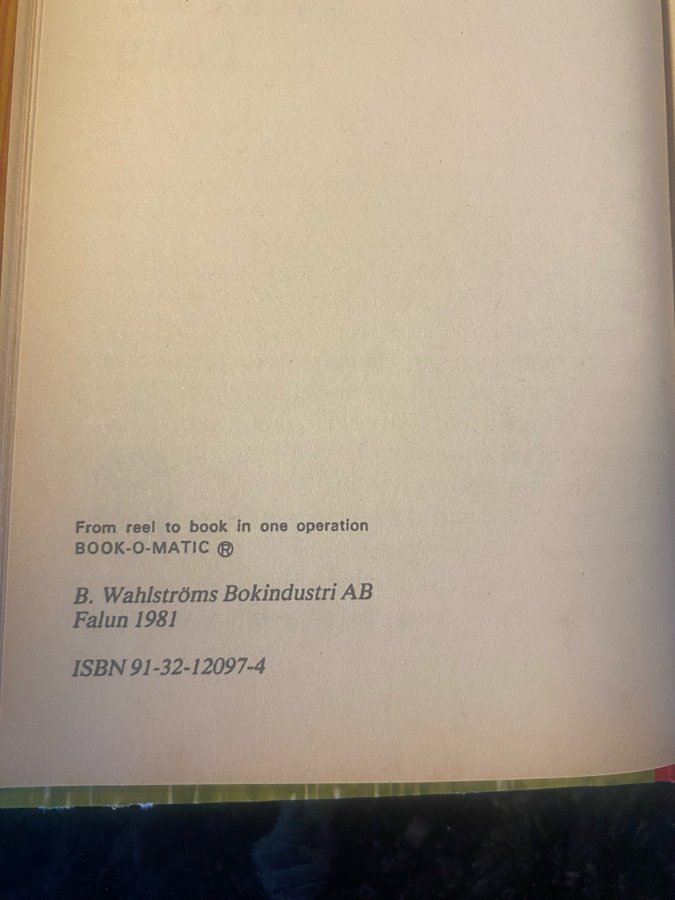 From reel to book in one operation
BOOK-O-MATIC ®
B. Wahlströms Bokindustri AB
Falun 1981
ISBN 91-32-12097-4